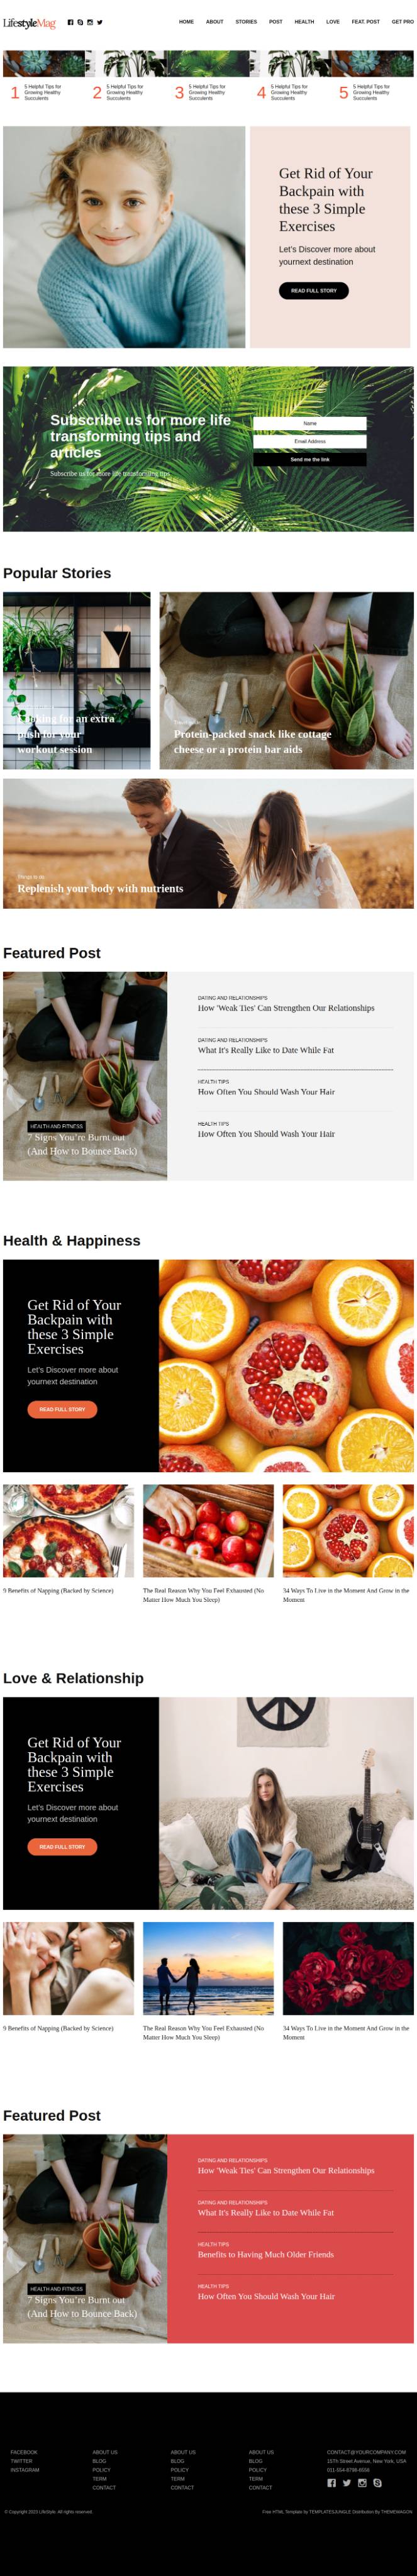 LifestyleMag
HOME ABOUT STORIES POST HEALTH LOVE FEAT. POST GET PRO
1 5 Helpful Tips for
Growing Healthy
Succulents
2 5 Helpful Tips for
Growing Healthy
Succulents
3 5 Helpful Tips for
Growing Healthy
Succulents
4 5 Helpful Tips for
Growing Healthy
Succulents
5 5 Helpful Tips for
Growing Healthy
Succulents
Get Rid of Your
Backpain with
these 3 Simple
Exercises
Let's Discover more about
yournext destination
READ FULL STORY
Subscribe us for more life
transforming tips and
articles
Subscribe us for more life transforming tips
Name
Email Address
Send me the link
Popular Stories
for an extra
push for your
workout session
Protein-packed snack like cottage
cheese or a protein bar aids
Things to do
Replenish your body with nutrients
Featured Post
HEALTH AND FITNESS
7 Signs You're Burnt out
(And How to Bounce Back)
DATING AND RELATIONSHIPS
How 'Weak Ties' Can Strengthen Our Relationships
DATING AND RELATIONSHIPS
What It's Really Like to Date While Fat
HEALTH TIPS
How Often You Should Wash Your Hair
HEALTH TIPS
How Often You Should Wash Your Hair
Health & Happiness
Get Rid of Your
Backpain with
these 3 Simple
Exercises
Let's Discover more about
yournext destination
READ FULL STORY
9 Benefits of Napping (Backed by Science)
The Real Reason Why You Feel Exhausted (No
Matter How Much You Sleep)
34 Ways To Live in the Moment And Grow in the
Moment
Love & Relationship
Get Rid of Your
Backpain with
these 3 Simple
Exercises
Let's Discover more about
yournext destination
READ FULL STORY
9 Benefits of Napping (Backed by Science)
The Real Reason Why You Feel Exhausted (No
Matter How Much You Sleep)
34 Ways To Live in the Moment And Grow in the
Moment
Featured Post
HEALTH AND FITNESS
7 Signs You're Burnt out
(And How to Bounce Back)
DATING AND RELATIONSHIPS
How 'Weak Ties' Can Strengthen Our Relationships
DATING AND RELATIONSHIPS
What It's Really Like to Date While Fat
HEALTH TIPS
Benefits to Having Much Older Friends
HEALTH TIPS
How Often You Should Wash Your Hair
FACEBOOK
TWITTER
INSTAGRAM
ABOUT US
BLOG
POLICY
TERM
CONTACT
ABOUT US
BLOG
POLICY
TERM
CONTACT
ABOUT US
BLOG
POLICY
TERM
CONTACT
CONTACT@YOURCOMPANY.COM
15Th Street Avenue, New York, USA
031-554-8798-6556
© Copyright 2023 LifeStyle. All rights reserved.
Free HTML Template by TEMPLATESJUNGLE Distribution By THEMEWAGON